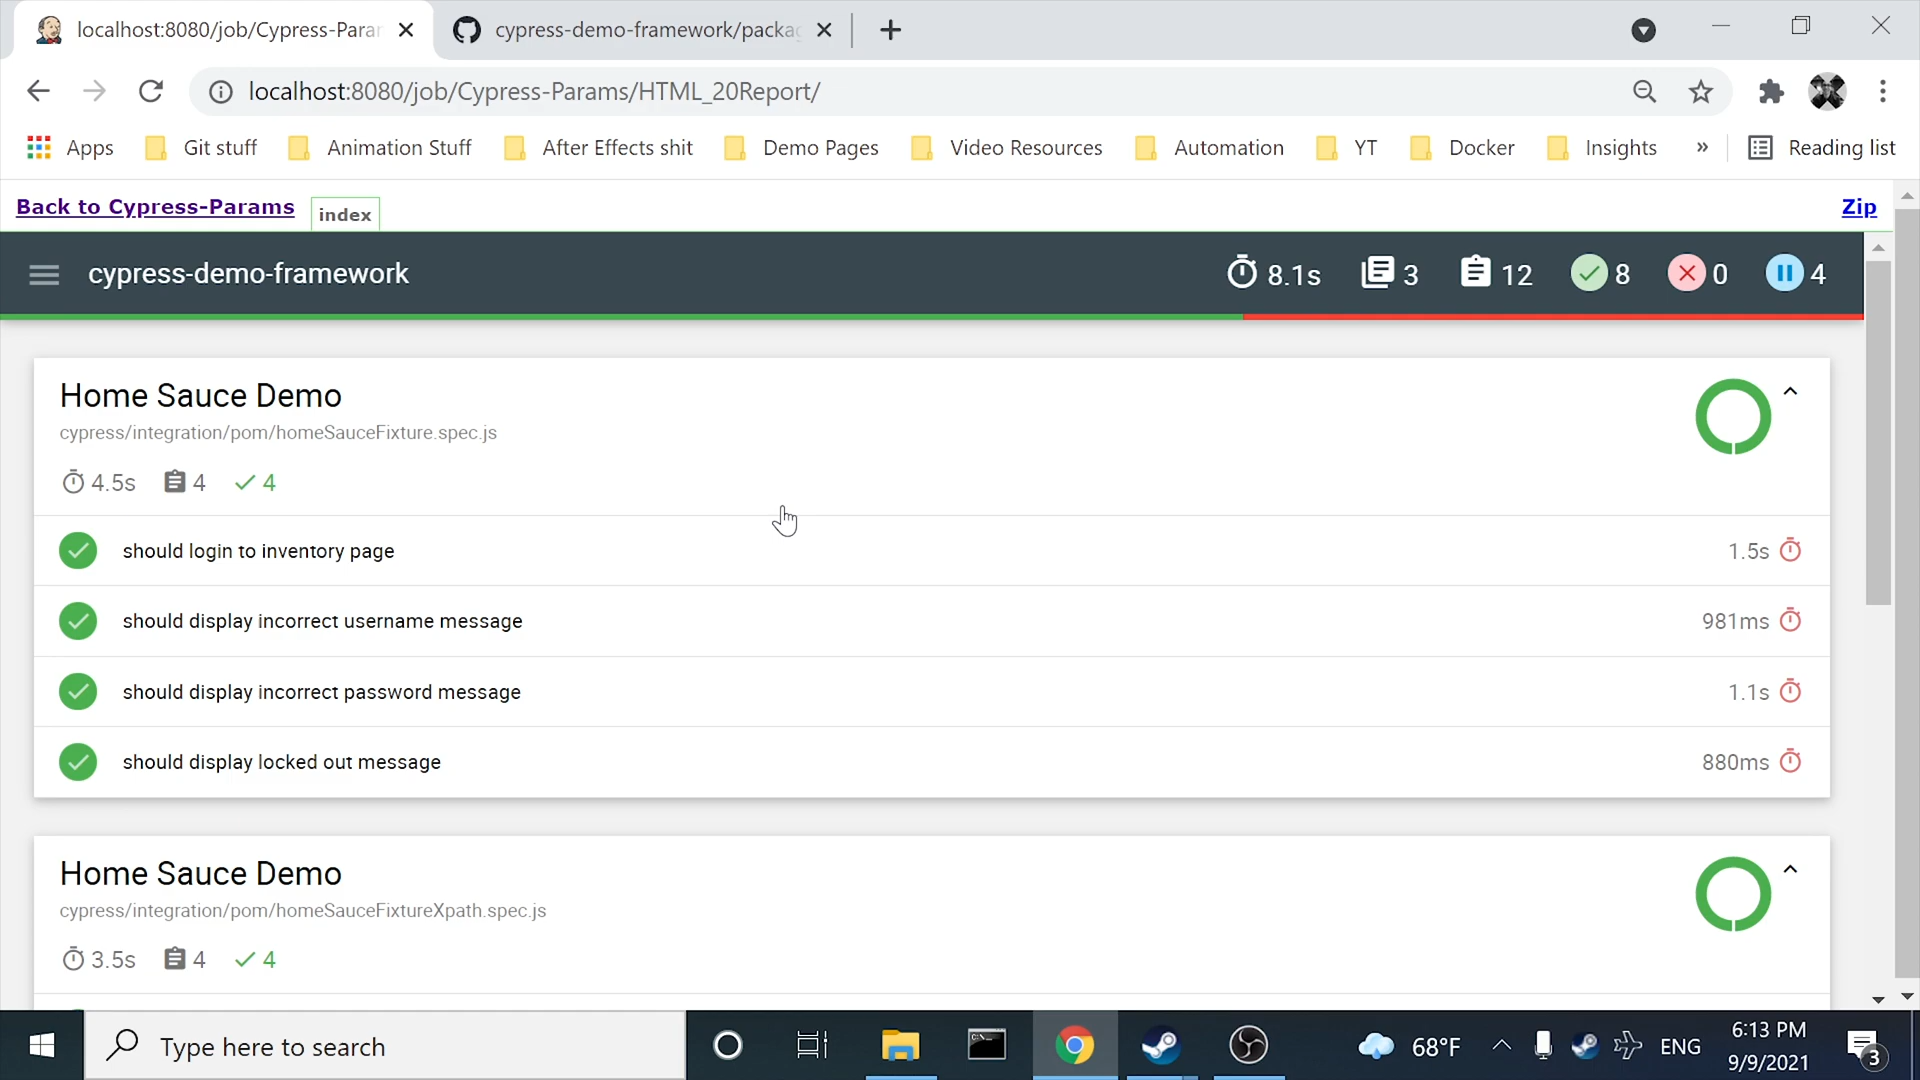 localhost:8080/job/Cypress-Parar
cypress-demo-framework/packag
localhost:8080/job/Cypress-Params/HTML_20Report/
Apps
Git stuff
Animation Stuff
After Effects shit
Demo Pages
Video Resources
Automation
YT
Docker
Insights
»
Reading list
Back to Cypress-Params
index
Zip
cypress-demo-framework
8.1s
3
12
8
0
4
Home Sauce Demo
cypress/integration/pom/homeSauceFixture.spec.js
4.5s
4
4
should login to inventory page
1.5s
should display incorrect username message
981ms
should display incorrect password message
1.1s
should display locked out message
880ms
Home Sauce Demo
cypress/integration/pom/homeSauceFixtureXpath.spec.js
3.5s
4
4
Type here to search
68°F
ENG
6:13 PM
9/9/2021
3